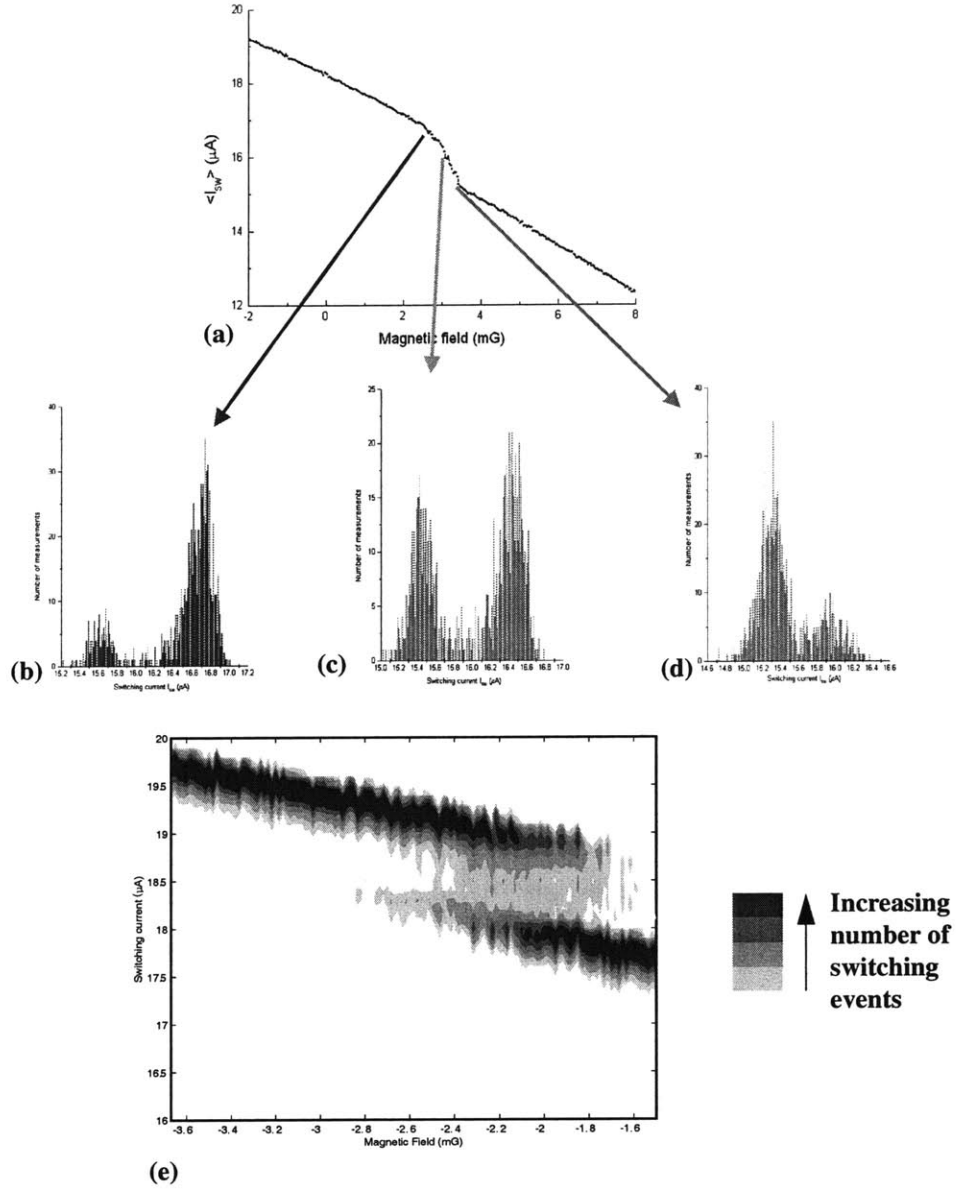 20
18
16
14
12
<I_SW> (µA)
-2 0 2 4 6 8
Magnetic field (mG)
(a)
40
30
20
10
0
Number of measurements
15.2 15.4 15.6 15.8 16.0 16.2 16.4 16.6 16.8 17.0 17.2
Switching current I_sw (µA)
(b)
25
20
15
10
5
0
Number of measurements
15.0 15.2 15.4 15.6 15.8 16.0 16.2 16.4 16.6 16.8 17.0
Switching current I_sw (µA)
(c)
40
30
20
10
0
Number of measurements
14.6 14.8 15.0 15.2 15.4 15.6 15.8 16.0 16.2 16.4 16.6
Switching current I_sw (µA)
(d)
20
19.5
19
18.5
18
17.5
17
16.5
16
Switching current (µA)
-3.6 -3.4 -3.2 -3 -2.8 -2.6 -2.4 -2.2 -2 -1.8 -1.6
Magnetic Field (mG)
(e)
Increasing
number of
switching
events